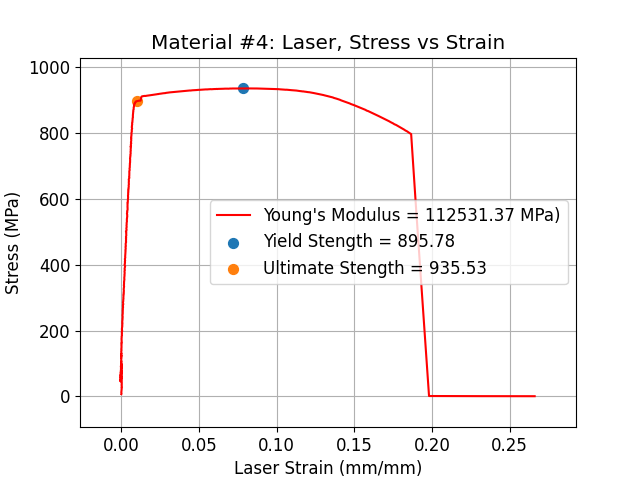 Material #4: Laser, Stress vs Strain
1000
800
600
400
200
0
Stress (MPa)
Young's Modulus = 112531.37 MPa)
Yield Stength = 895.78
Ultimate Stength = 935.53
0.00 0.05 0.10 0.15 0.20 0.25
Laser Strain (mm/mm)